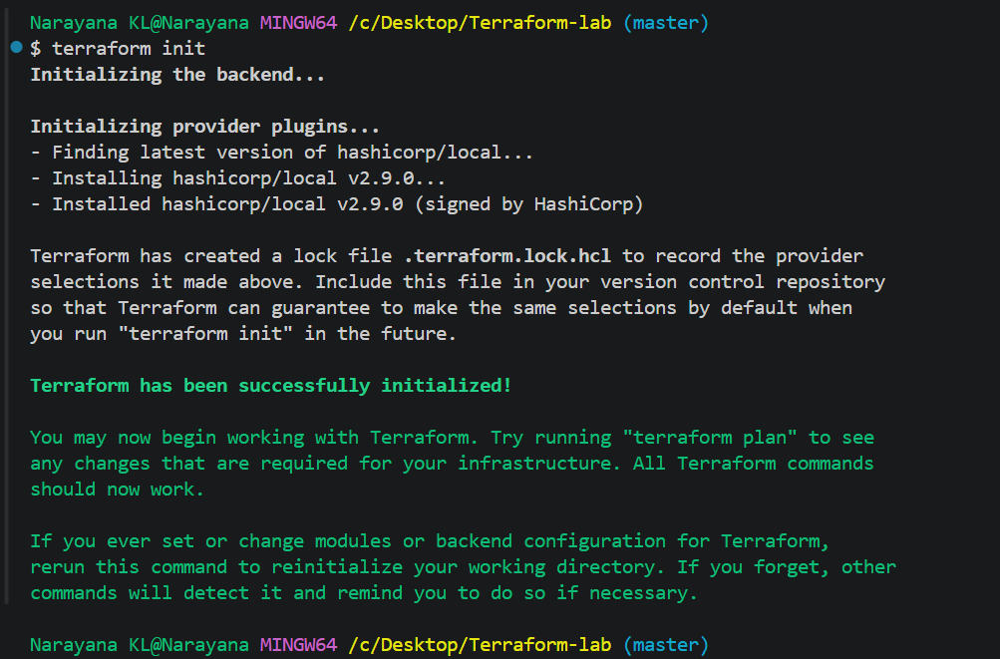 Narayana KL@Narayana MINGW64 /c/Desktop/Terraform-lab (master)
$ terraform init
Initializing the backend...
Initializing provider plugins...
- Finding latest version of hashicorp/local...
- Installing hashicorp/local v2.9.0...
- Installed hashicorp/local v2.9.0 (signed by HashiCorp)
Terraform has created a lock file .terraform.lock.hcl to record the provider
selections it made above. Include this file in your version control repository
so that Terraform can guarantee to make the same selections by default when
you run "terraform init" in the future.
Terraform has been successfully initialized!
You may now begin working with Terraform. Try running "terraform plan" to see
any changes that are required for your infrastructure. All Terraform commands
should now work.
If you ever set or change modules or backend configuration for Terraform,
rerun this command to reinitialize your working directory. If you forget, other
commands will detect it and remind you to do so if necessary.
Narayana KL@Narayana MINGW64 /c/Desktop/Terraform-lab (master)